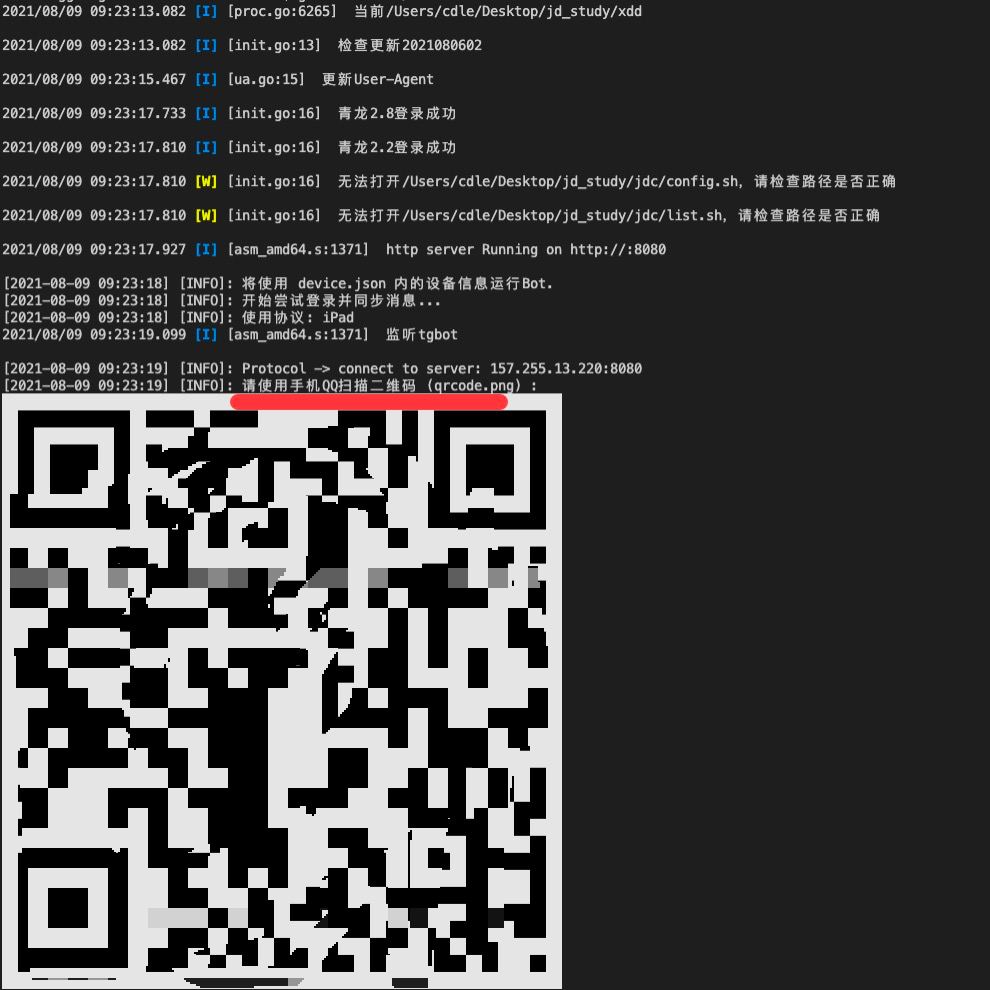 2021/08/09 09:23:13.082 [I] [proc.go:6265]  当前/Users/cdle/Desktop/jd_study/xdd
2021/08/09 09:23:13.082 [I] [init.go:13]  检查更新2021080602
2021/08/09 09:23:15.467 [I] [ua.go:15]  更新User-Agent
2021/08/09 09:23:17.733 [I] [init.go:16]  青龙2.8登录成功
2021/08/09 09:23:17.810 [I] [init.go:16]  青龙2.2登录成功
2021/08/09 09:23:17.810 [W] [init.go:16]  无法打开/Users/cdle/Desktop/jd_study/jdc/config.sh, 请检查路径是否正确
2021/08/09 09:23:17.810 [W] [init.go:16]  无法打开/Users/cdle/Desktop/jd_study/jdc/list.sh, 请检查路径是否正确
2021/08/09 09:23:17.927 [I] [asm_amd64.s:1371]  http server Running on http://:8080
[2021-08-09 09:23:18] [INFO]: 将使用 device.json 内的设备信息运行Bot.
[2021-08-09 09:23:18] [INFO]: 开始尝试登录并同步消息...
[2021-08-09 09:23:18] [INFO]: 使用协议: iPad
2021/08/09 09:23:19.099 [I] [asm_amd64.s:1371]  监听tgbot
[2021-08-09 09:23:19] [INFO]: Protocol -> connect to server: 157.255.13.220:8080
[2021-08-09 09:23:19] [INFO]: 请使用手机QQ扫描二维码 (qrcode.png) :